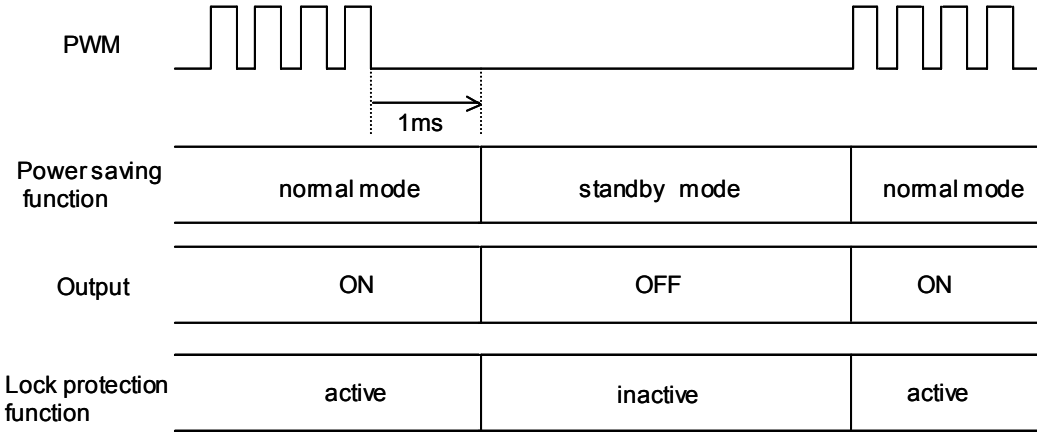 PWM
1ms
Power saving
function
normal mode
standby mode
normal mode
Output
ON
OFF
ON
Lock protection
function
active
inactive
active